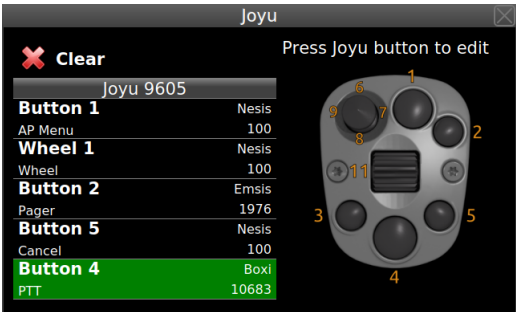 Joyu
Clear
Press Joyu button to edit
Joyu 9605
Button 1 Nesis
AP Menu 100
Wheel 1 Nesis
Wheel 100
Button 2 Emsis
Pager 1976
Button 5 Nesis
Cancel 100
Button 4 Boxi
PTT 10683
1
6
9 7
8
2
11
3 5
4